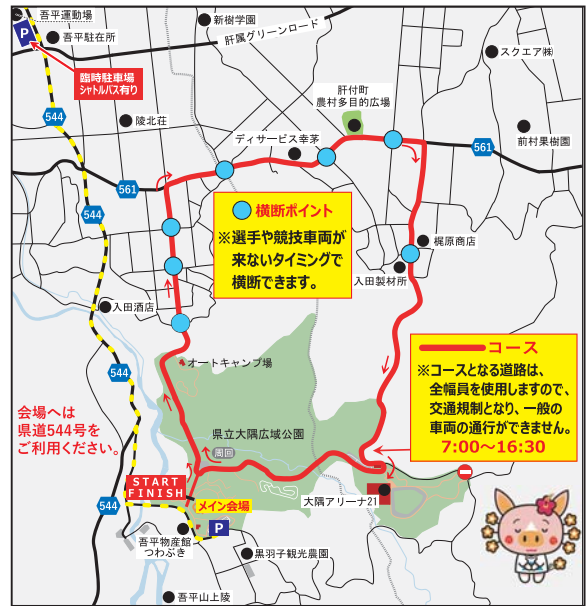 吾平運動場
P
吾平駐在所
臨時駐車場
シャトルバス有り
新樹学園
肝属グリーンロード
スクエア㈱
544
陵北荘
肝付町
農村多目的広場
ディサービス幸茅
前村果樹園
561
561
544
横断ポイント
※選手や競技車両が
来ないタイミングで
横断できます。
梶原商店
入田製材所
入田酒店
オートキャンプ場
コース
※コースとなる道路は、
全幅員を使用しますので、
交通規制となり、一般の
車両の通行ができません。
7:00～16:30
544
会場へは
県道544号を
ご利用ください。
県立大隅広域公園
周回
START
FINISH
メイン会場
大隅アリーナ21
544
吾平物産館
つわぶき
P
黒羽子観光農園
吾平山上陵